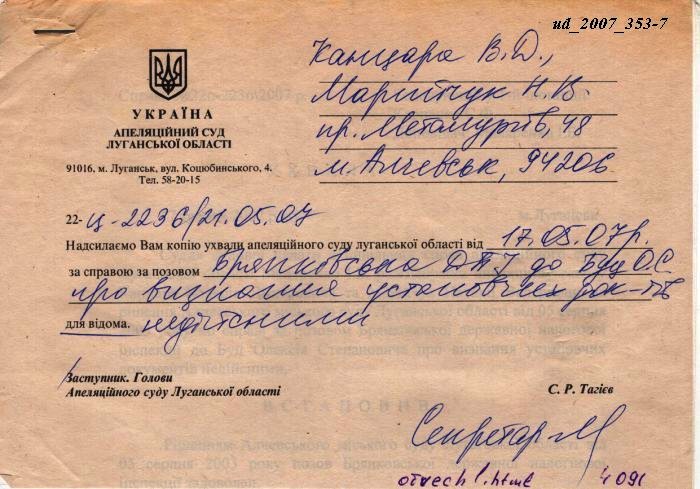 ud_2007_353-7
Канцара В.Д.,
Марийчук Н.В.
пр. Металургів, 48
м. Алчевськ, 94206
УКРАЇНА
АПЕЛЯЦІЙНИЙ СУД
ЛУГАНСЬКОЇ ОБЛАСТІ
91016, м. Луганськ, вул. Коцюбинського, 4.
Тел. 58-20-15
22-ц-2236/21.05.07
Надсилаємо Вам копію ухвали апеляційного суду луганської області від 17.05.07р.
за справою за позовом Брянковська ДПІ до Буд О.С.
про визнання установчих док-тів
для відома. недійсними
Заступник. Голови
Апеляційного суду Луганської області С. Р. Тагієв
Секретар
otvech1.html 4091